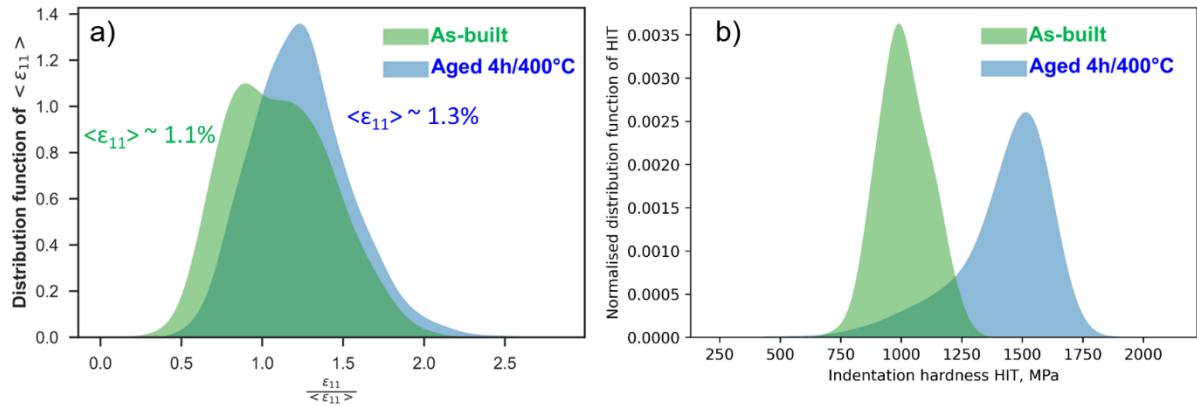 a)
As-built
Aged 4h/400°C
<ε₁₁> ~ 1.1%
<ε₁₁> ~ 1.3%
Distribution function of < ε₁₁ >
1.4
1.2
1.0
0.8
0.6
0.4
0.2
0.0
0.0 0.5 1.0 1.5 2.0 2.5
ε₁₁
< ε₁₁ >
b)
As-built
Aged 4h/400°C
Normalised distribution function of HIT
0.0035
0.0030
0.0025
0.0020
0.0015
0.0010
0.0005
0.0000
250 500 750 1000 1250 1500 1750 2000
Indentation hardness HIT, MPa